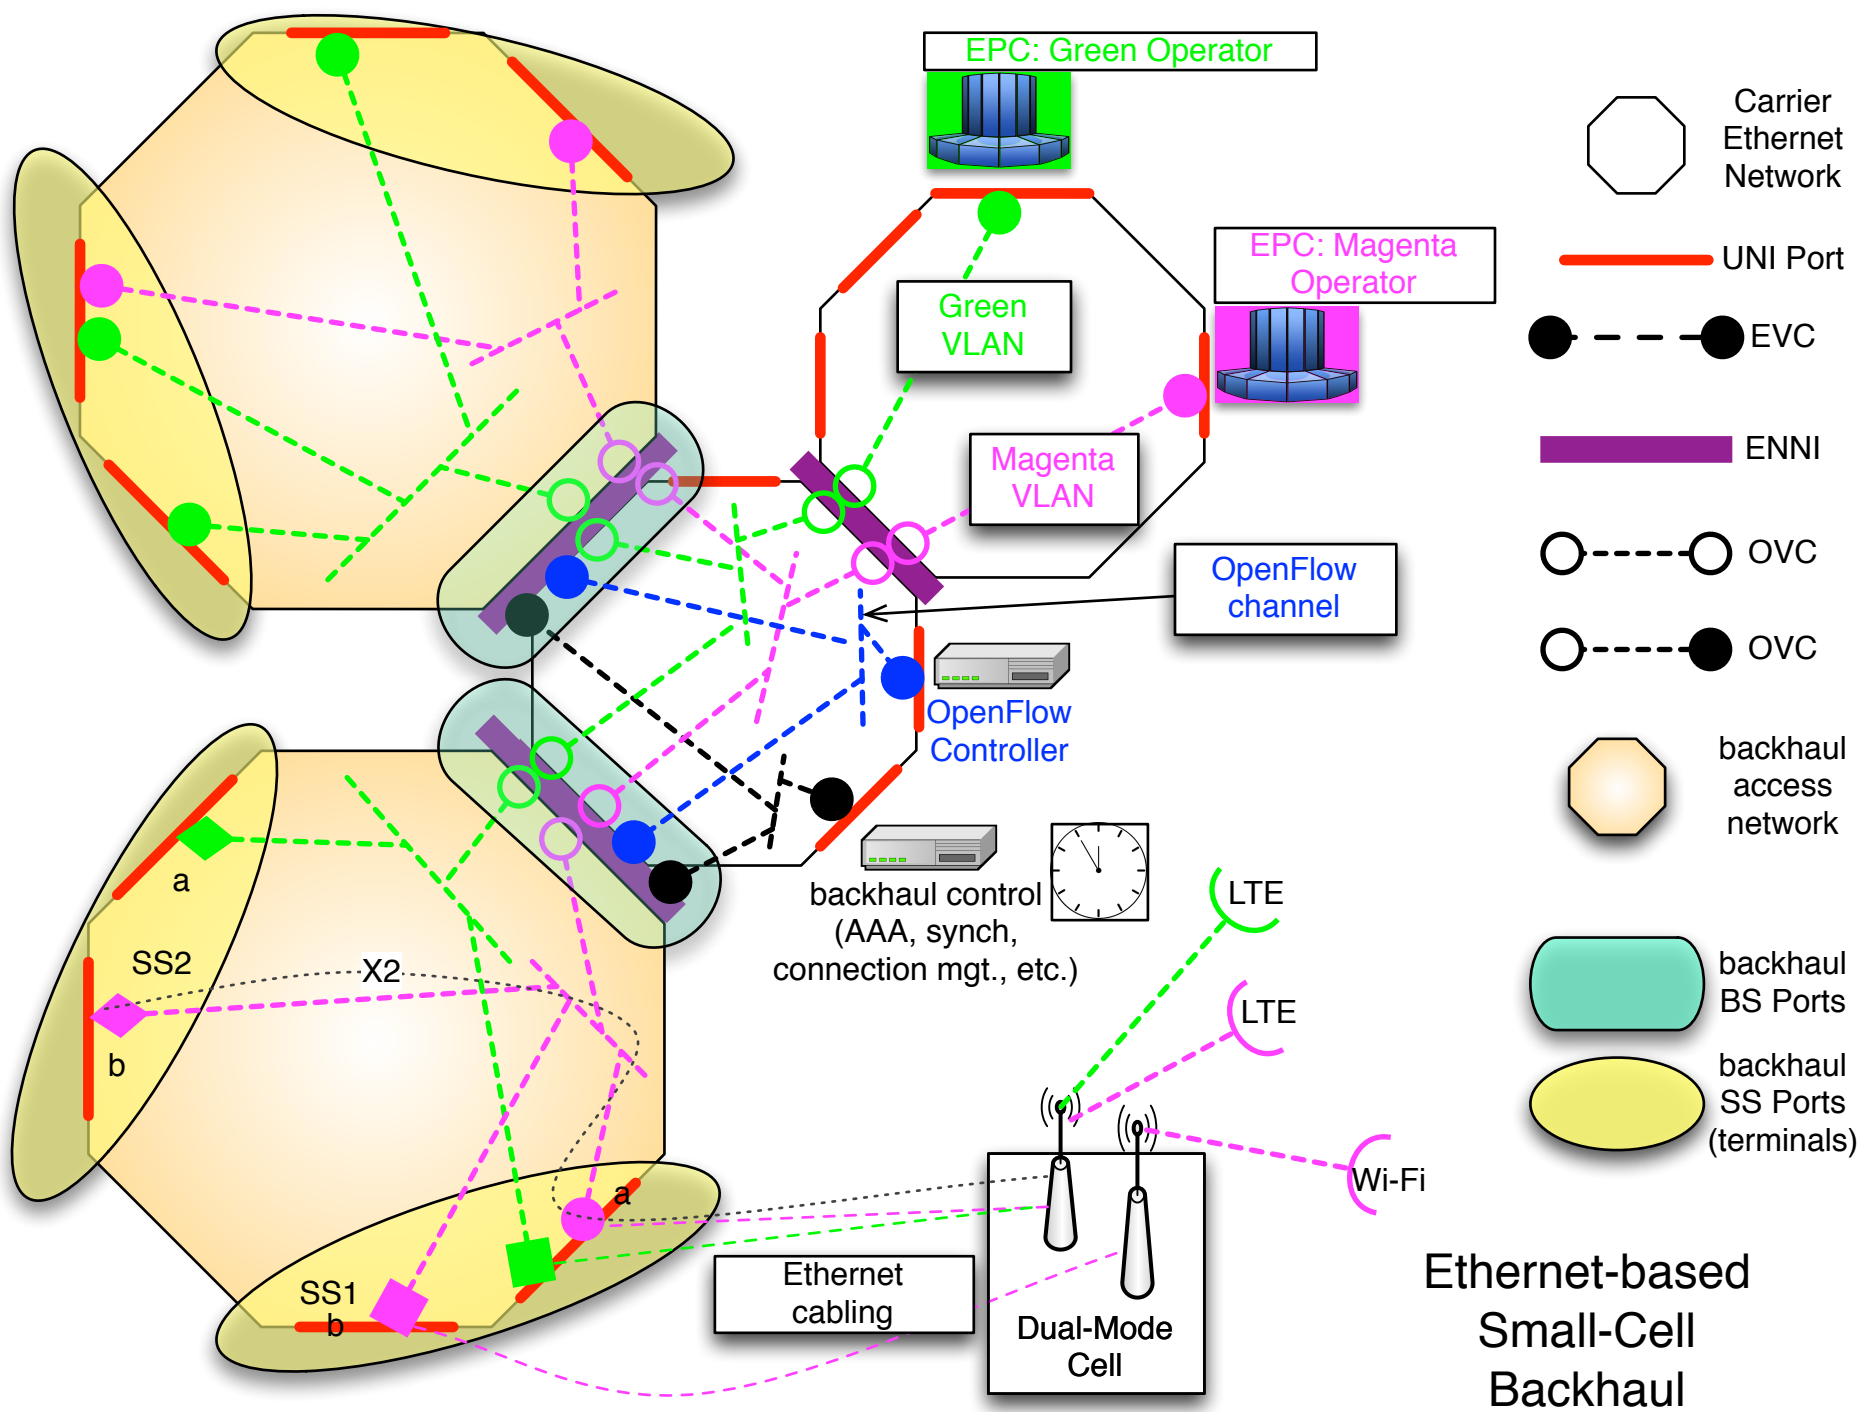 EPC: Green Operator
EPC: Magenta
Operator
Green
VLAN
Magenta
VLAN
OpenFlow
channel
OpenFlow
Controller
backhaul control
(AAA, synch,
connection mgt., etc.)
a
SS2
X2
b
a
SS1
b
Ethernet
cabling
LTE
LTE
Wi-Fi
Dual-Mode
Cell
Carrier
Ethernet
Network
UNI Port
EVC
ENNI
OVC
OVC
backhaul
access
network
backhaul
BS Ports
backhaul
SS Ports
(terminals)
Ethernet-based
Small-Cell
Backhaul